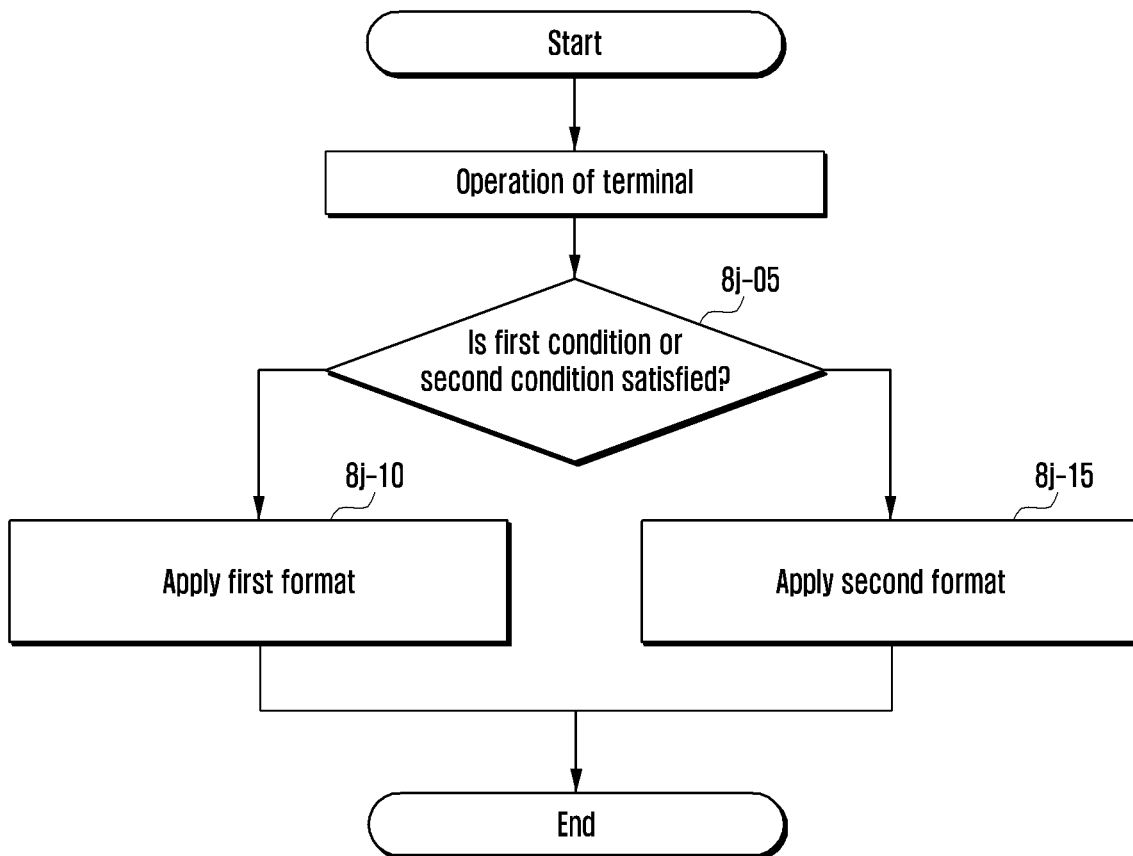 Start
Operation of terminal
8j-05
Is first condition or
second condition satisfied?
8j-10
8j-15
Apply first format
Apply second format
End